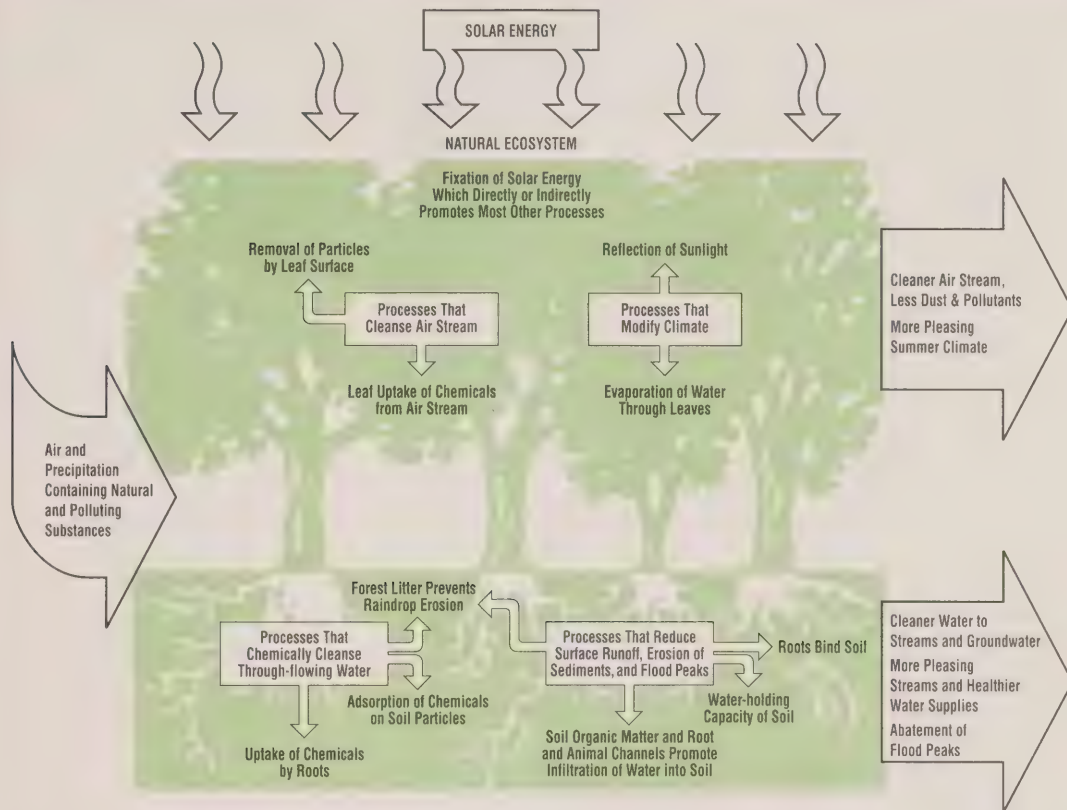 SOLAR ENERGY
NATURAL ECOSYSTEM
Fixation of Solar Energy
Which Directly or Indirectly
Promotes Most Other Processes
Removal of Particles
by Leaf Surface
Processes That
Cleanse Air Stream
Leaf Uptake of Chemicals
from Air Stream
Reflection of Sunlight
Processes That
Modify Climate
Evaporation of Water
Through Leaves
Cleaner Air Stream,
Less Dust & Pollutants
More Pleasing
Summer Climate
Air and
Precipitation
Containing Natural
and Polluting
Substances
Forest Litter Prevents
Raindrop Erosion
Processes That
Chemically Cleanse
Through-flowing Water
Adsorption of Chemicals
on Soil Particles
Uptake of Chemicals
by Roots
Processes That Reduce
Surface Runoff, Erosion of
Sediments, and Flood Peaks
Roots Bind Soil
Water-holding
Capacity of Soil
Soil Organic Matter and Root
and Animal Channels Promote
Infiltration of Water into Soil
Cleaner Water to
Streams and Groundwater
More Pleasing
Streams and Healthier
Water Supplies
Abatement of
Flood Peaks